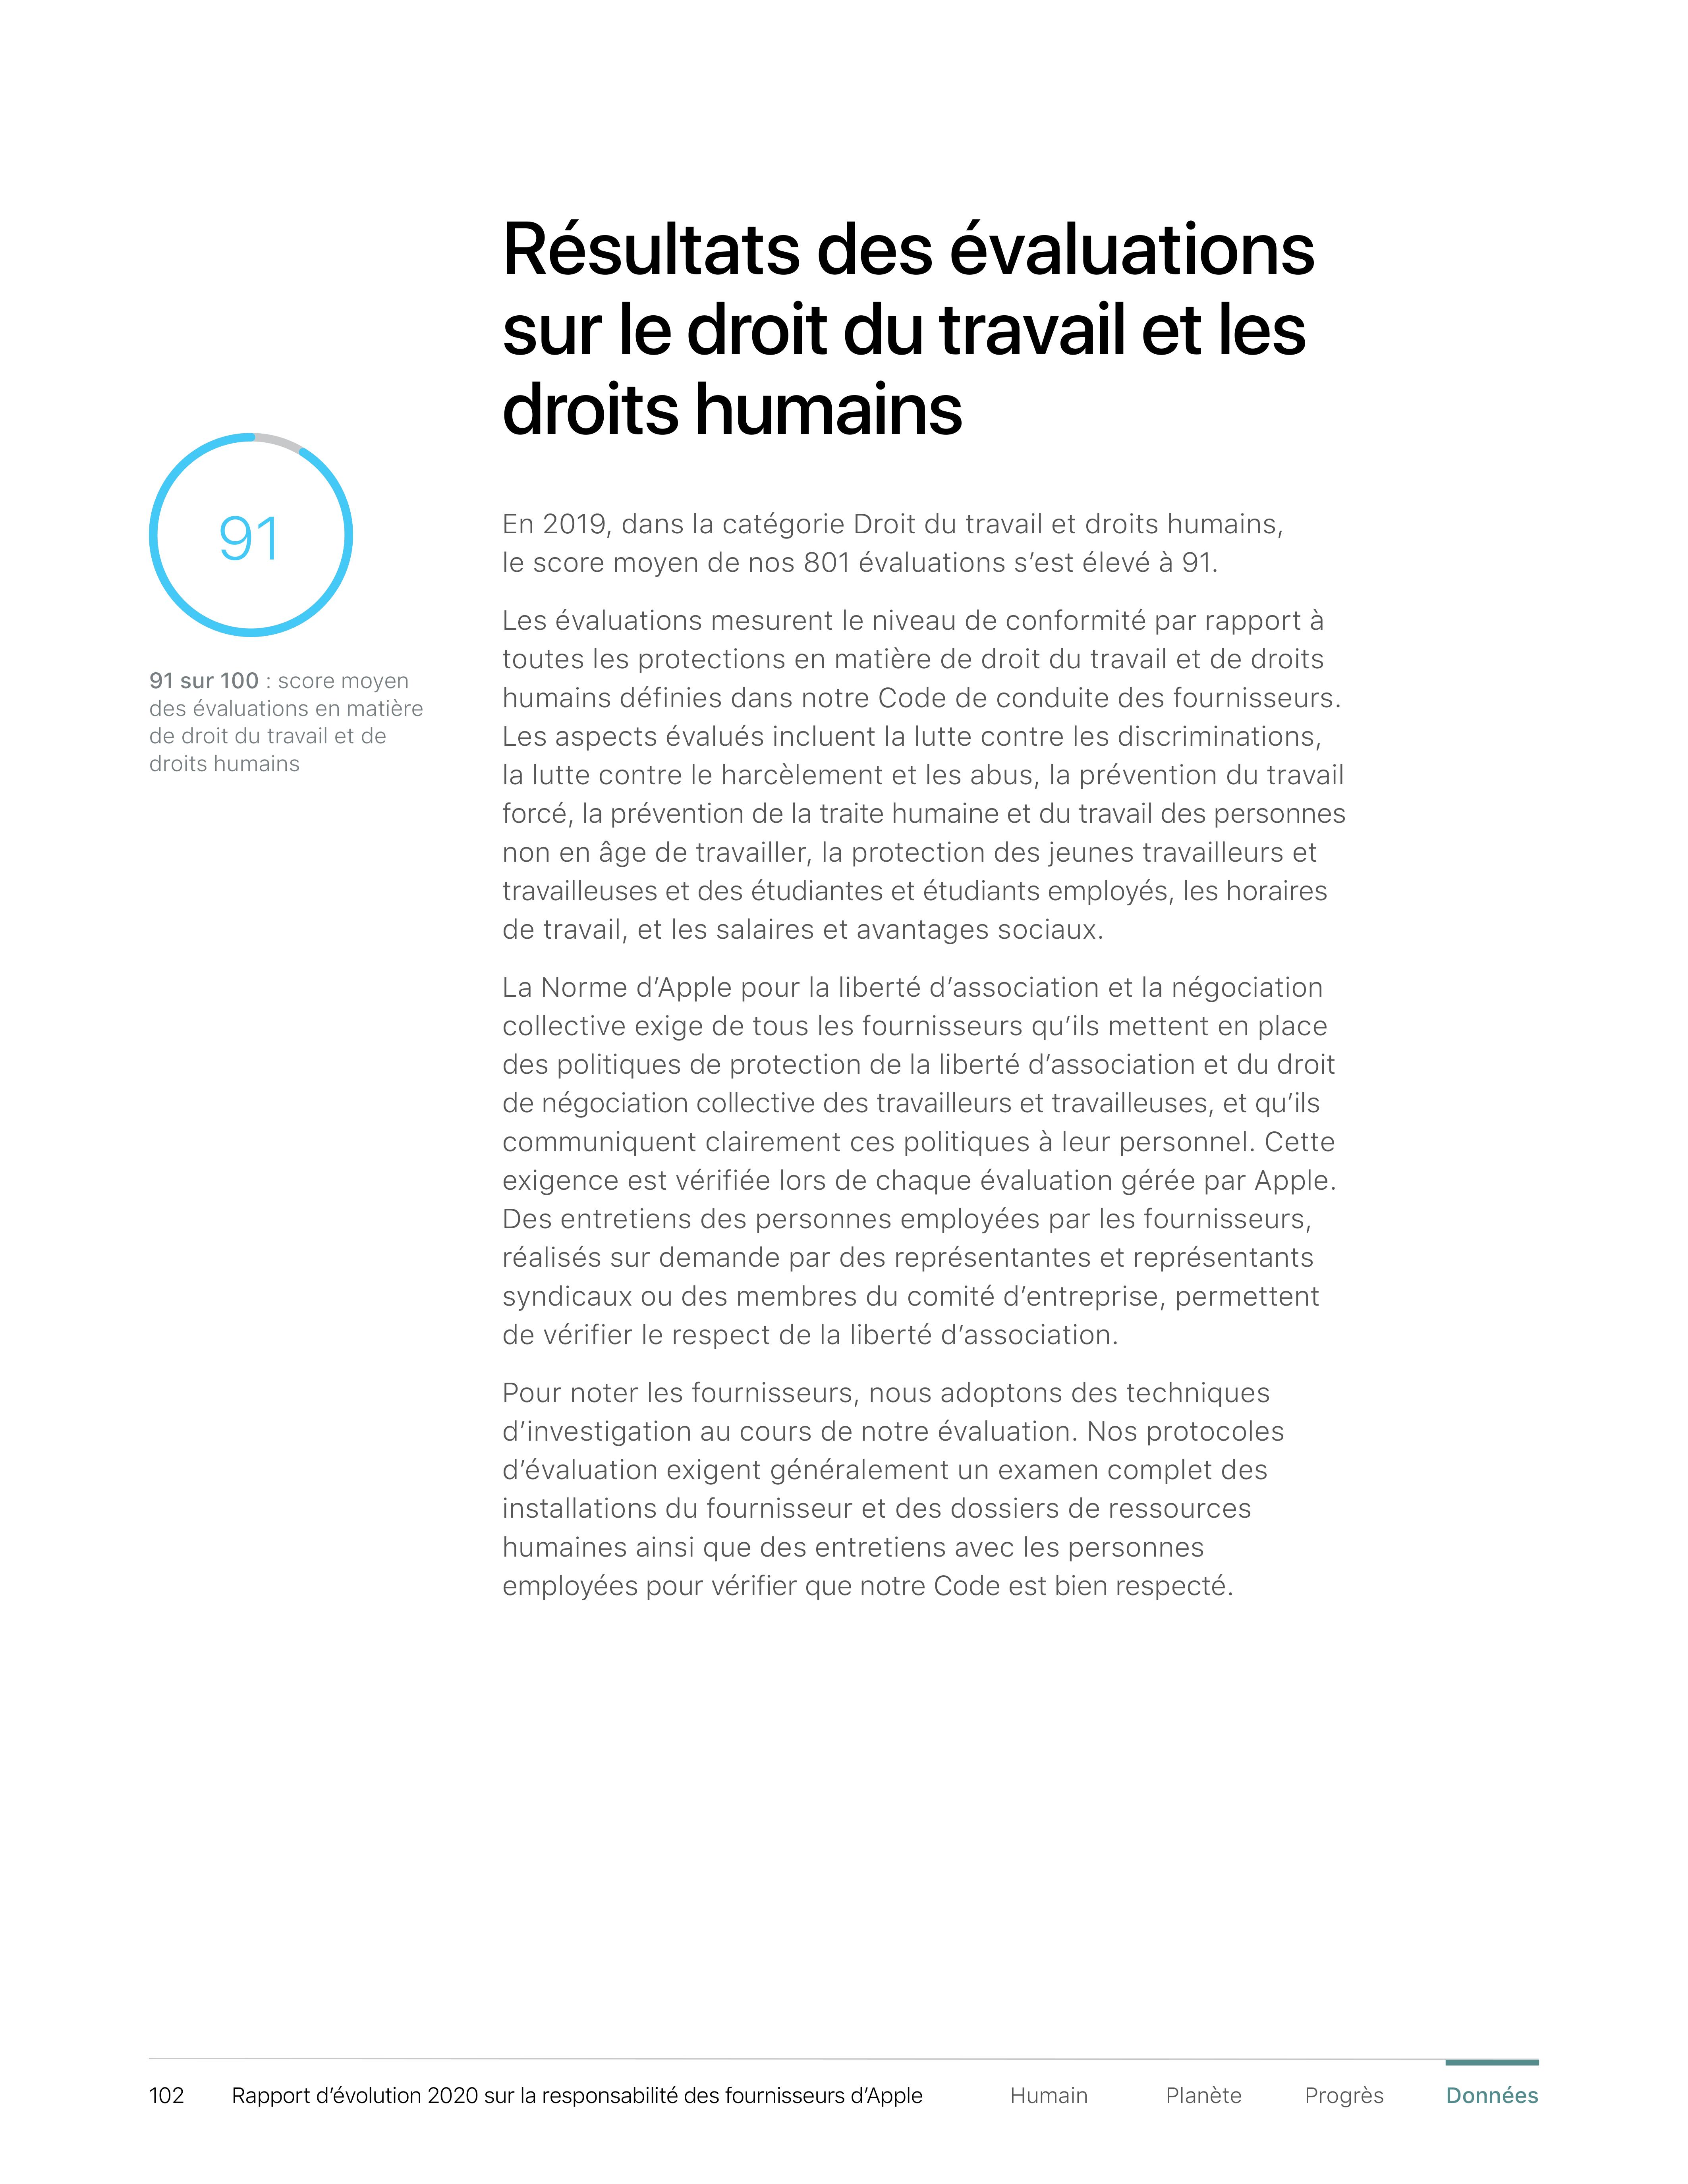 Résultats des évaluations
sur le droit du travail et les
droits humains
91
91 sur 100 : score moyen
des évaluations en matière
de droit du travail et de
droits humains
En 2019, dans la catégorie Droit du travail et droits humains,
le score moyen de nos 801 évaluations s’est élevé à 91.
Les évaluations mesurent le niveau de conformité par rapport à
toutes les protections en matière de droit du travail et de droits
humains définies dans notre Code de conduite des fournisseurs.
Les aspects évalués incluent la lutte contre les discriminations,
la lutte contre le harcèlement et les abus, la prévention du travail
forcé, la prévention de la traite humaine et du travail des personnes
non en âge de travailler, la protection des jeunes travailleurs et
travailleuses et des étudiantes et étudiants employés, les horaires
de travail, et les salaires et avantages sociaux.
La Norme d’Apple pour la liberté d’association et la négociation
collective exige de tous les fournisseurs qu’ils mettent en place
des politiques de protection de la liberté d’association et du droit
de négociation collective des travailleurs et travailleuses, et qu’ils
communiquent clairement ces politiques à leur personnel. Cette
exigence est vérifiée lors de chaque évaluation gérée par Apple.
Des entretiens des personnes employées par les fournisseurs,
réalisés sur demande par des représentantes et représentants
syndicaux ou des membres du comité d’entreprise, permettent
de vérifier le respect de la liberté d’association.
Pour noter les fournisseurs, nous adoptons des techniques
d’investigation au cours de notre évaluation. Nos protocoles
d’évaluation exigent généralement un examen complet des
installations du fournisseur et des dossiers de ressources
humaines ainsi que des entretiens avec les personnes
employées pour vérifier que notre Code est bien respecté.
102 Rapport d’évolution 2020 sur la responsabilité des fournisseurs d’Apple Humain Planète Progrès Données